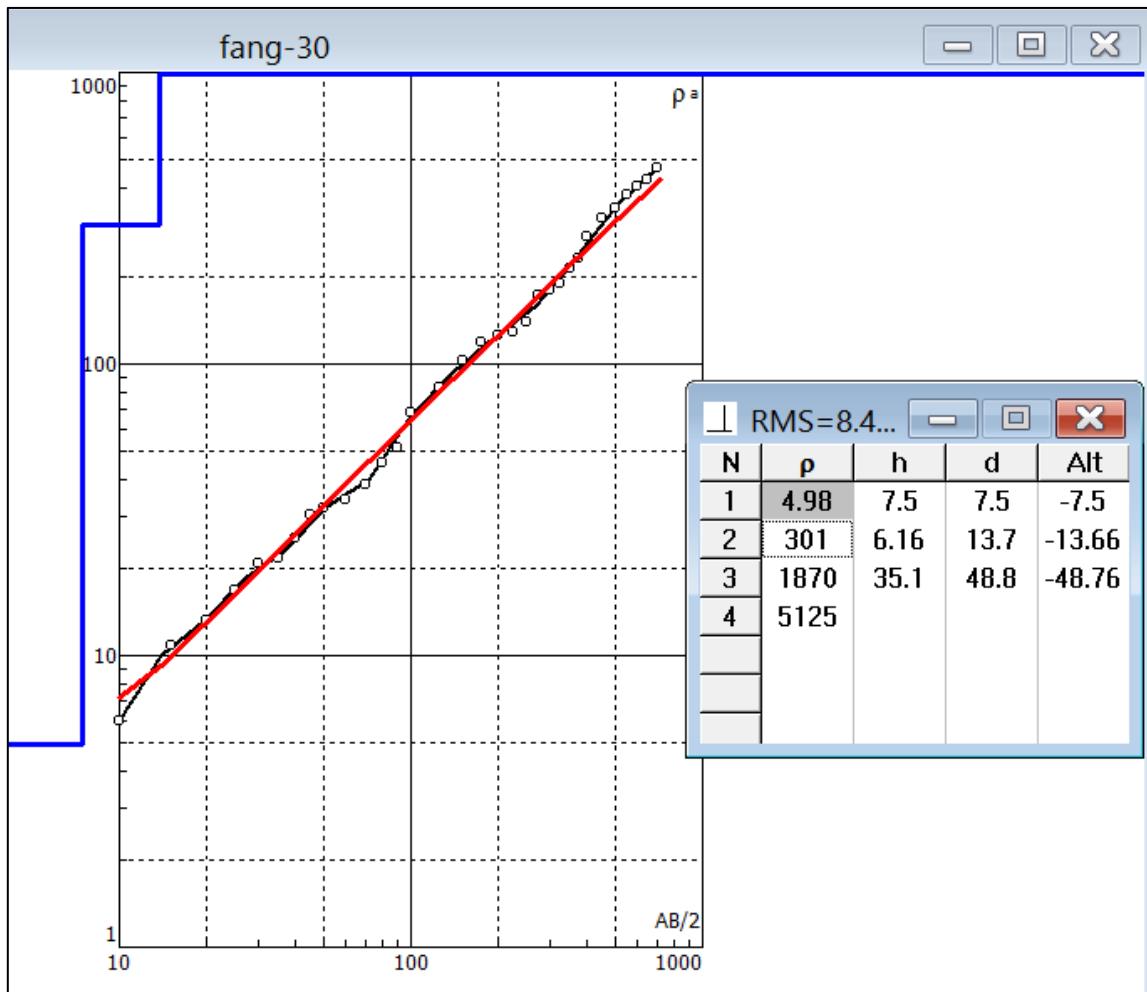 fang-30
1000
ρ a
100
10
1
AB/2
10 100 1000
RMS=8.4...
N ρ h d Alt
1 4.98 7.5 7.5 -7.5
2 301 6.16 13.7 -13.66
3 1870 35.1 48.8 -48.76
4 5125